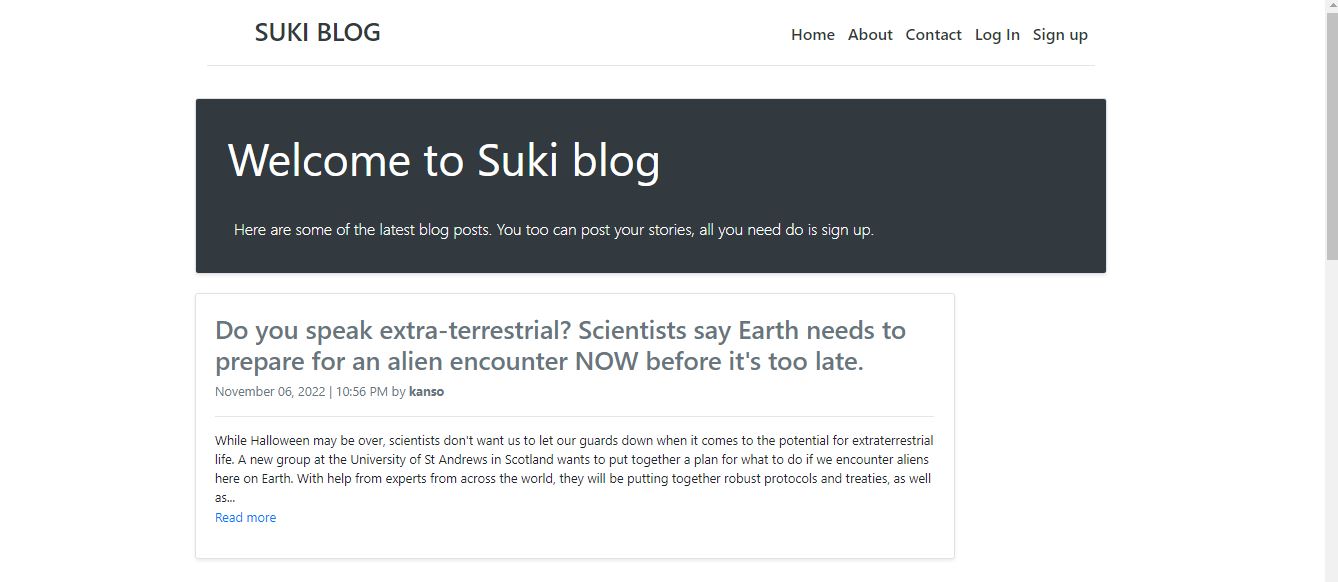 SUKI BLOG
Home About Contact Log In Sign up
Welcome to Suki blog
Here are some of the latest blog posts. You too can post your stories, all you need do is sign up.
Do you speak extra-terrestrial? Scientists say Earth needs to
prepare for an alien encounter NOW before it's too late.
November 06, 2022 | 10:56 PM by kanso
While Halloween may be over, scientists don't want us to let our guards down when it comes to the potential for extraterrestrial
life. A new group at the University of St Andrews in Scotland wants to put together a plan for what to do if we encounter aliens
here on Earth. With help from experts from across the world, they will be putting together robust protocols and treaties, as well
as...
Read more